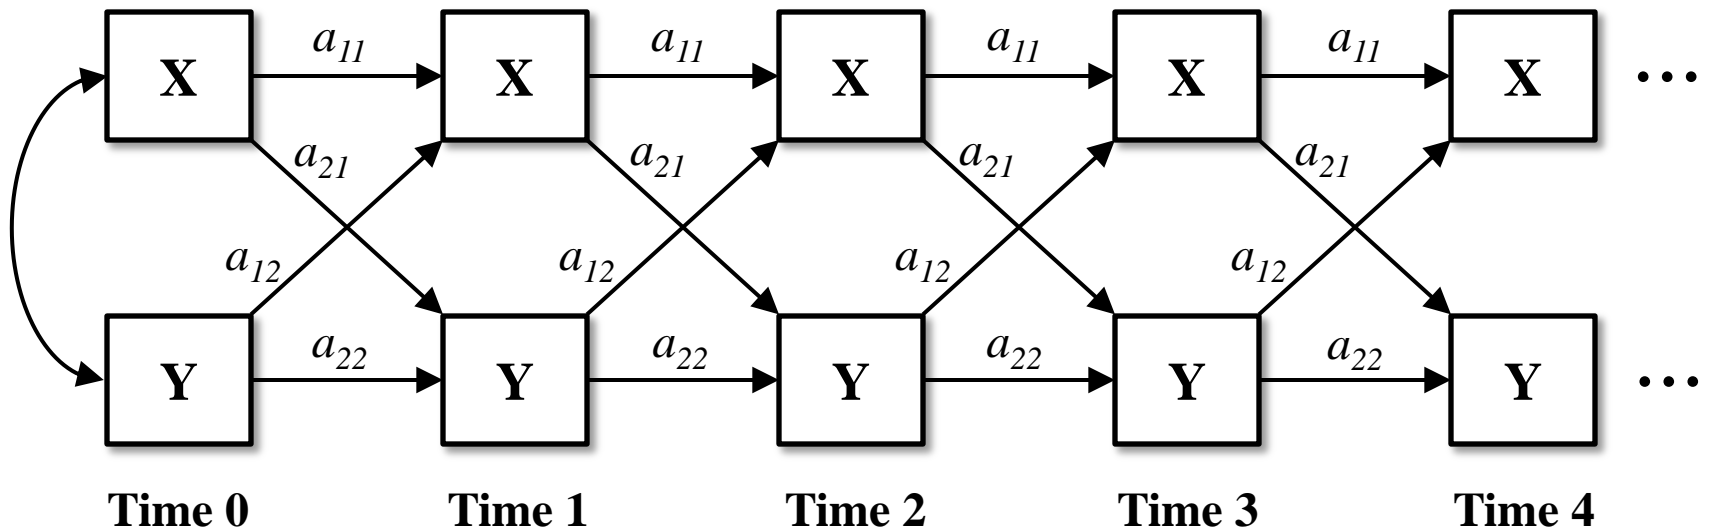 a11 a11 a11 a11
X X X X X ...
a21 a21 a21 a21
a12 a12 a12 a12
a22 a22 a22 a22
Y Y Y Y Y ...
Time 0 Time 1 Time 2 Time 3 Time 4